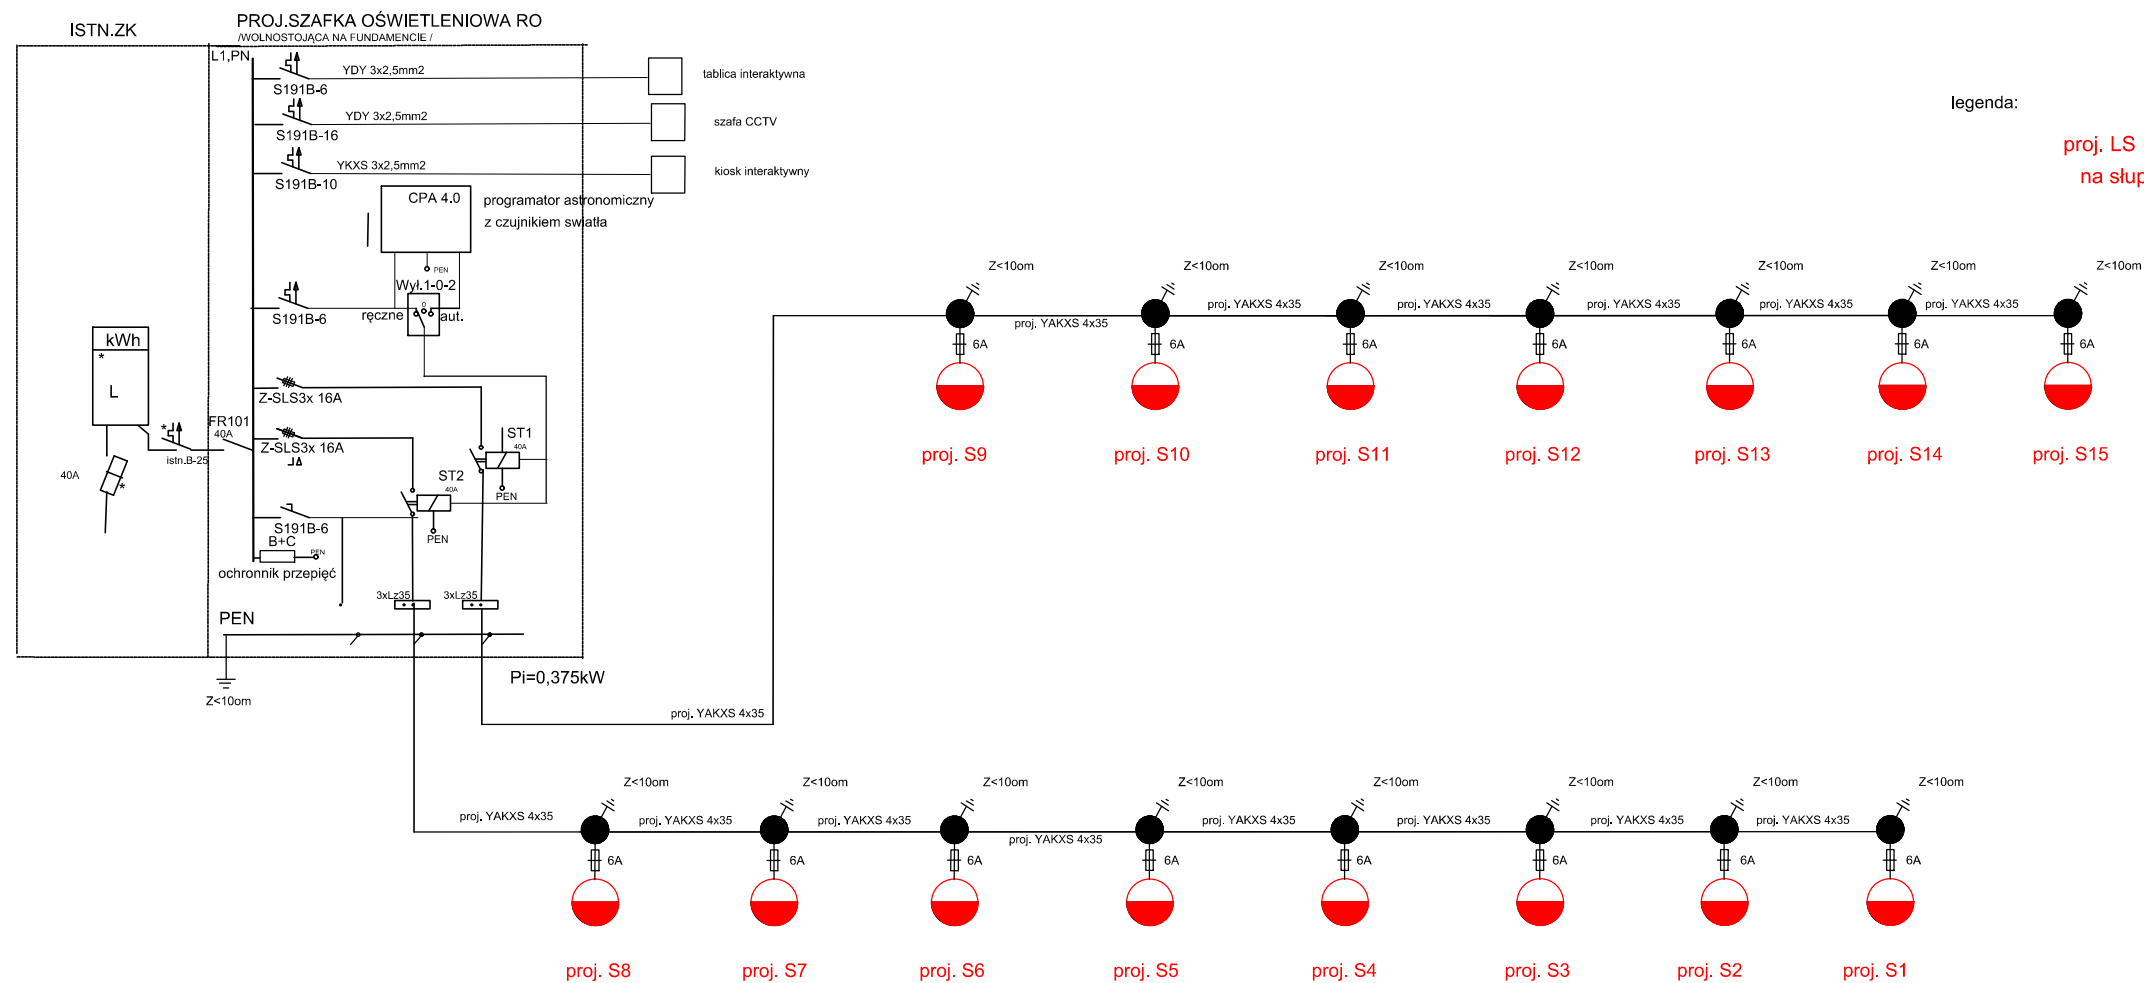 ISTN.ZK
PROJ.SZAFKA OŚWIETLENIOWA RO
/WOLNOSTOJĄCA NA FUNDAMENCIE /
L1,PN
YDY 3x2,5mm2
S191B-6
tablica interaktywna
YDY 3x2,5mm2
S191B-16
szafa CCTV
YKXS 3x2,5mm2
S191B-10
kiosk interaktywny
legenda:
proj. LS
na słup
CPA 4.0
programator astronomiczny
z czujnikiem swiatła
PEN
Wył.1-0-2
0
ręczne
aut.
S191B-6
kWh
*
L
40A
*
*
istn.B-25
FR101
40A
Z-SLS3x 16A
Z-SLS3x 16A
ST1
40A
PEN
ST2
40A
PEN
S191B-6
B+C
PEN
ochronnik przepięć
3xLz35
3xLz35
PEN
Z<10om
Pi=0,375kW
proj. YAKXS 4x35
Z<10om
Z<10om
Z<10om
Z<10om
Z<10om
Z<10om
Z<10om
proj. YAKXS 4x35
proj. YAKXS 4x35
proj. YAKXS 4x35
proj. YAKXS 4x35
proj. YAKXS 4x35
proj. YAKXS 4x35
6A
6A
6A
6A
6A
6A
6A
proj. S9
proj. S10
proj. S11
proj. S12
proj. S13
proj. S14
proj. S15
Z<10om
Z<10om
Z<10om
Z<10om
Z<10om
Z<10om
Z<10om
Z<10om
proj. YAKXS 4x35
proj. YAKXS 4x35
proj. YAKXS 4x35
proj. YAKXS 4x35
proj. YAKXS 4x35
proj. YAKXS 4x35
proj. YAKXS 4x35
proj. YAKXS 4x35
6A
6A
6A
6A
6A
6A
6A
6A
proj. S8
proj. S7
proj. S6
proj. S5
proj. S4
proj. S3
proj. S2
proj. S1